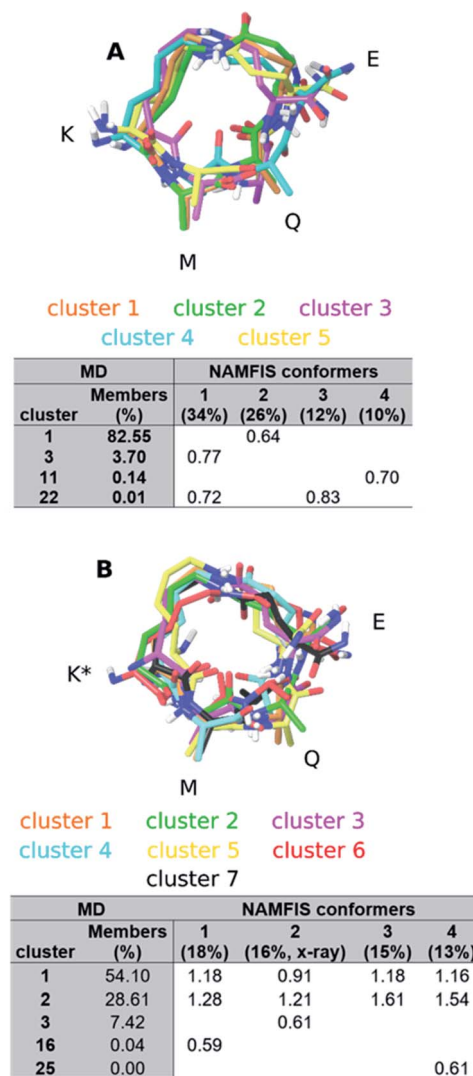 A
E
K
Q
M
cluster 1 cluster 2 cluster 3
cluster 4 cluster 5
MD NAMFIS conformers
cluster Members (%) 1 (34%) 2 (26%) 3 (12%) 4 (10%)
1 82.55 0.64
3 3.70 0.77
11 0.14 0.70
22 0.01 0.72 0.83
B
E
K*
Q
M
cluster 1 cluster 2 cluster 3
cluster 4 cluster 5 cluster 6
cluster 7
MD NAMFIS conformers
cluster Members (%) 1 (18%) 2 (16%, x-ray) 3 (15%) 4 (13%)
1 54.10 1.18 0.91 1.18 1.16
2 28.61 1.28 1.21 1.61 1.54
3 7.42 0.61
16 0.04 0.59
25 0.00 0.61